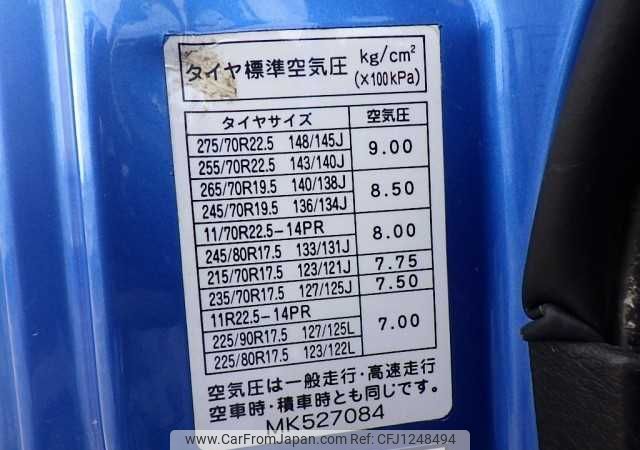 タイヤ標準空気圧 kg/cm² (×100kPa)
タイヤサイズ 空気圧
275/70R22.5 148/145J 9.00
255/70R22.5 143/140J
265/70R19.5 140/138J 8.50
245/70R19.5 136/134J
11/70R22.5-14PR 8.00
245/80R17.5 133/131J
215/70R17.5 123/121J 7.75
235/70R17.5 127/125J 7.50
11R22.5-14PR 7.00
225/90R17.5 127/125L
225/80R17.5 123/122L
空気圧は一般走行・高速走行
空車時・積車時とも同じです。
MK527084
© www.CarFromJapan.com - CFJ1248494